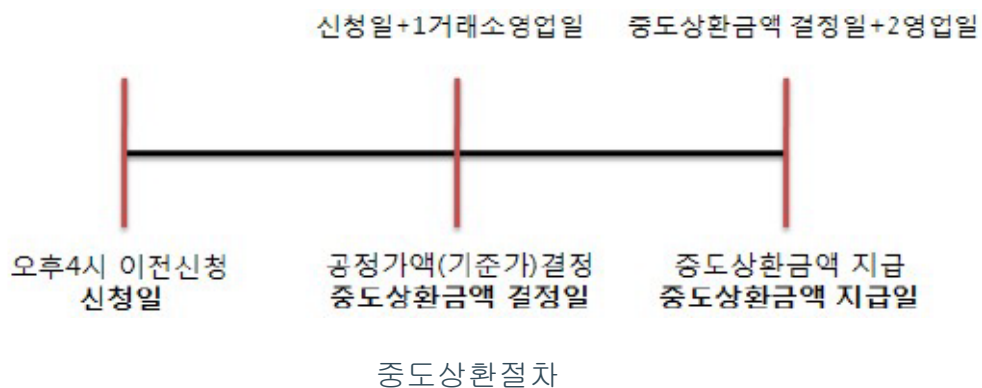 신청일+1거래소영업일
중도상환금액 결정일+2영업일
오후4시 이전신청
신청일
공정가액(기준가)결정
중도상환금액 결정일
중도상환금액 지급
중도상환금액 지급일
중도상환절차